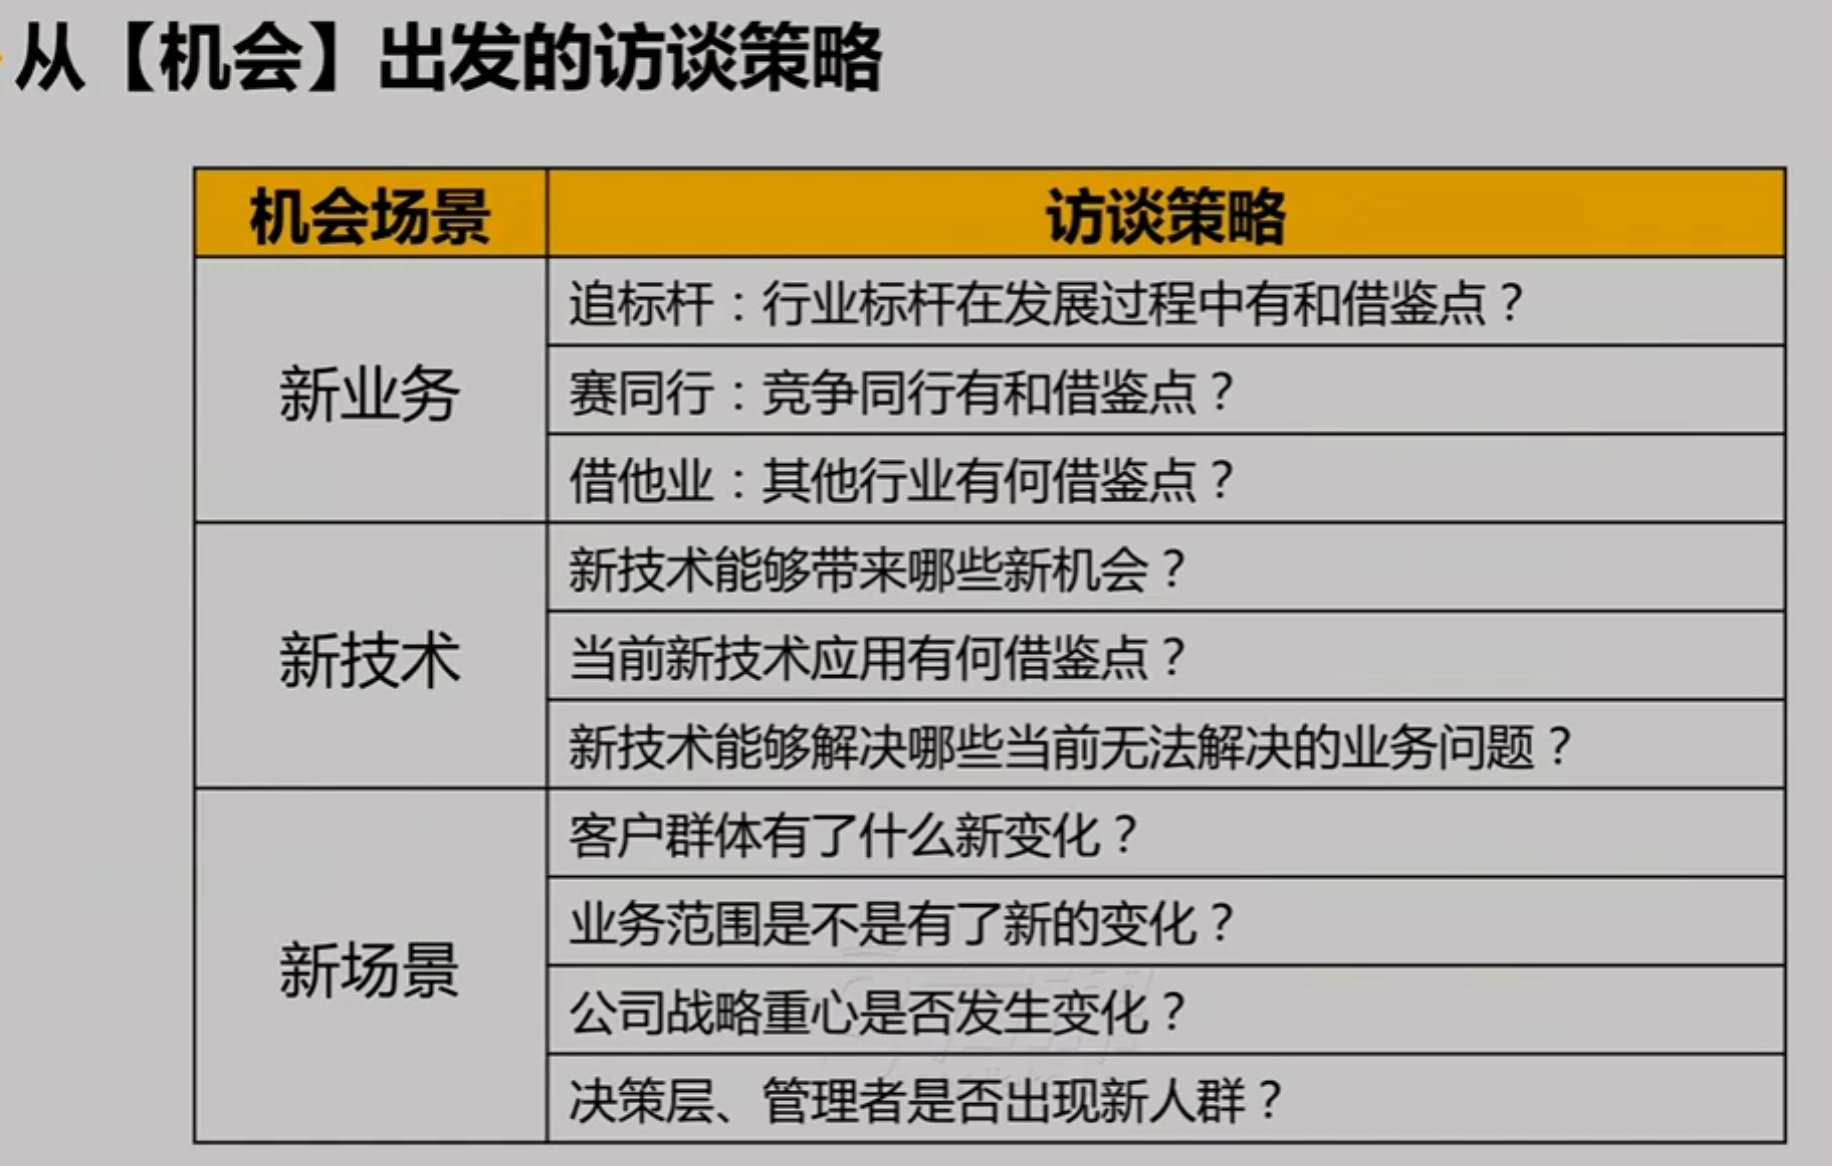 从【机会】出发的访谈策略
机会场景
访谈策略
新业务
追标杆：行业标杆在发展过程中有和借鉴点？
赛同行：竞争同行有和借鉴点？
借他业：其他行业有何借鉴点？
新技术
新技术能够带来哪些新机会？
当前新技术应用有何借鉴点？
新技术能够解决哪些当前无法解决的业务问题？
新场景
客户群体有了什么新变化？
业务范围是不是有了新的变化？
公司战略重心是否发生变化？
决策层、管理者是否出现新人群？